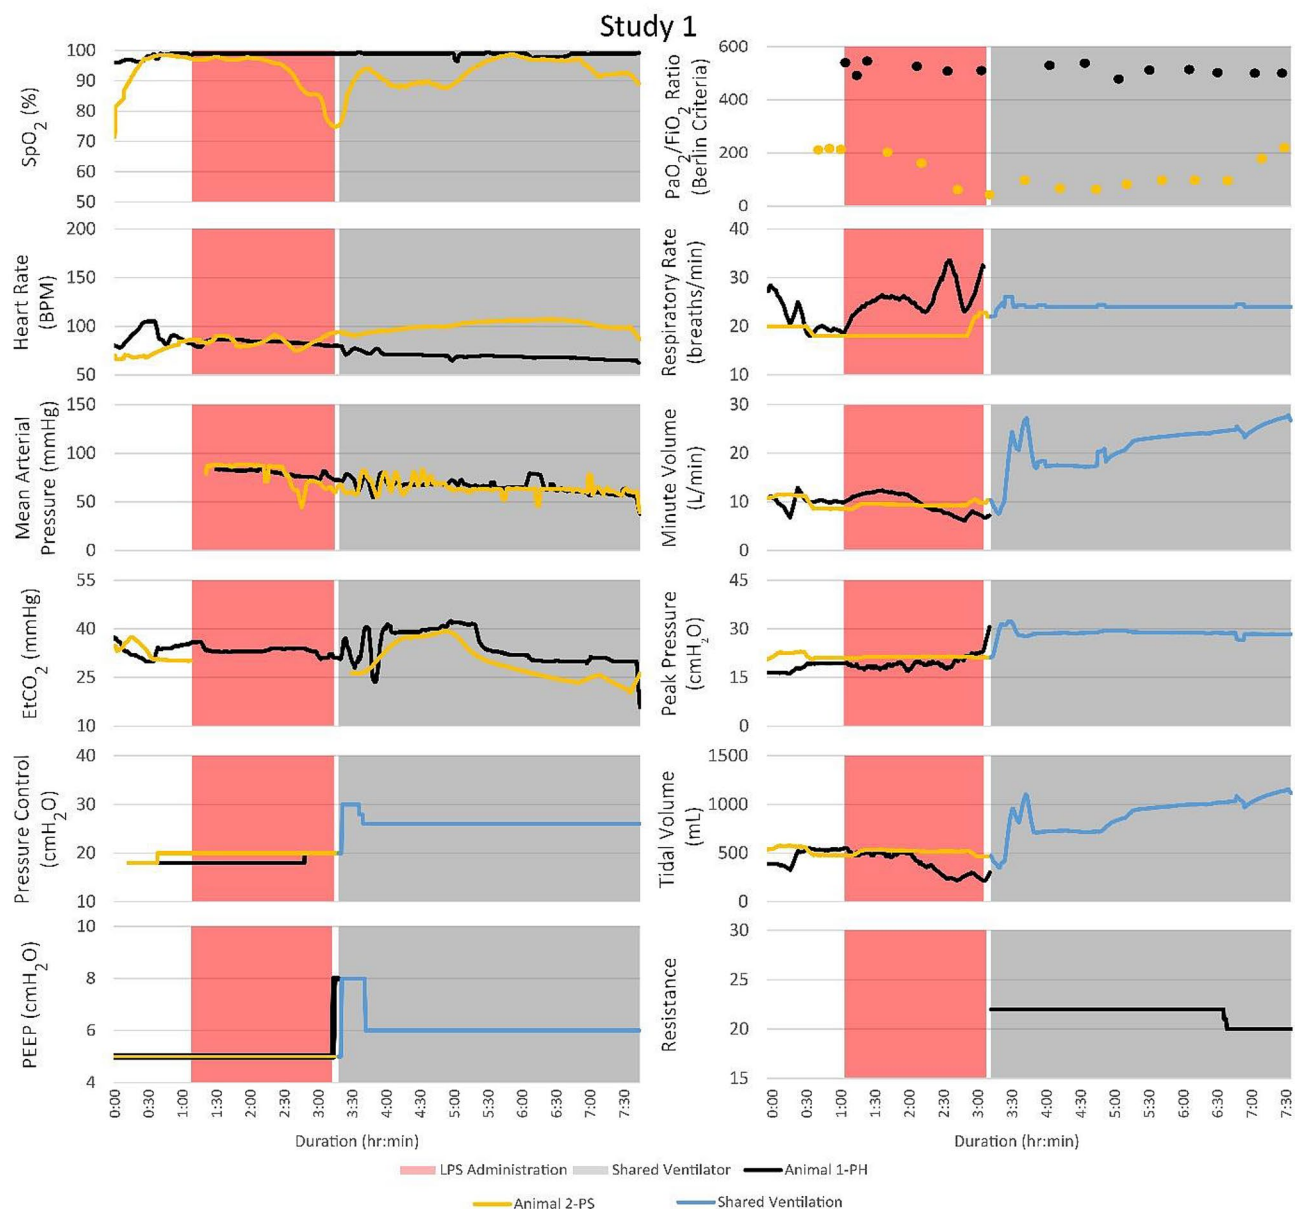 Study 1
SpO2 (%)
100
90
80
70
60
50
PaO2/FiO2 Ratio
(Berlin Criteria)
600
400
200
0
Heart Rate
(BPM)
200
150
100
50
Respiratory Rate
(breaths/min)
40
30
20
10
Mean Arterial
Pressure (mmHg)
150
100
50
0
Minute Volume
(L/min)
30
20
10
0
EtCO2 (mmHg)
55
40
25
10
Peak Pressure
(cmH2O)
45
30
15
0
Pressure Control
(cmH2O)
40
30
20
10
Tidal Volume
(mL)
1500
1000
500
0
PEEP (cmH2O)
10
8
6
4
Resistance
30
25
20
15
0:00 0:30 1:00 1:30 2:00 2:30 3:00 3:30 4:00 4:30 5:00 5:30 6:00 6:30 7:00 7:30
Duration (hr:min)
0:00 0:30 1:00 1:30 2:00 2:30 3:00 3:30 4:00 4:30 5:00 5:30 6:00 6:30 7:00 7:30
Duration (hr:min)
LPS Administration Shared Ventilator Animal 1-PH
Animal 2-PS Shared Ventilation